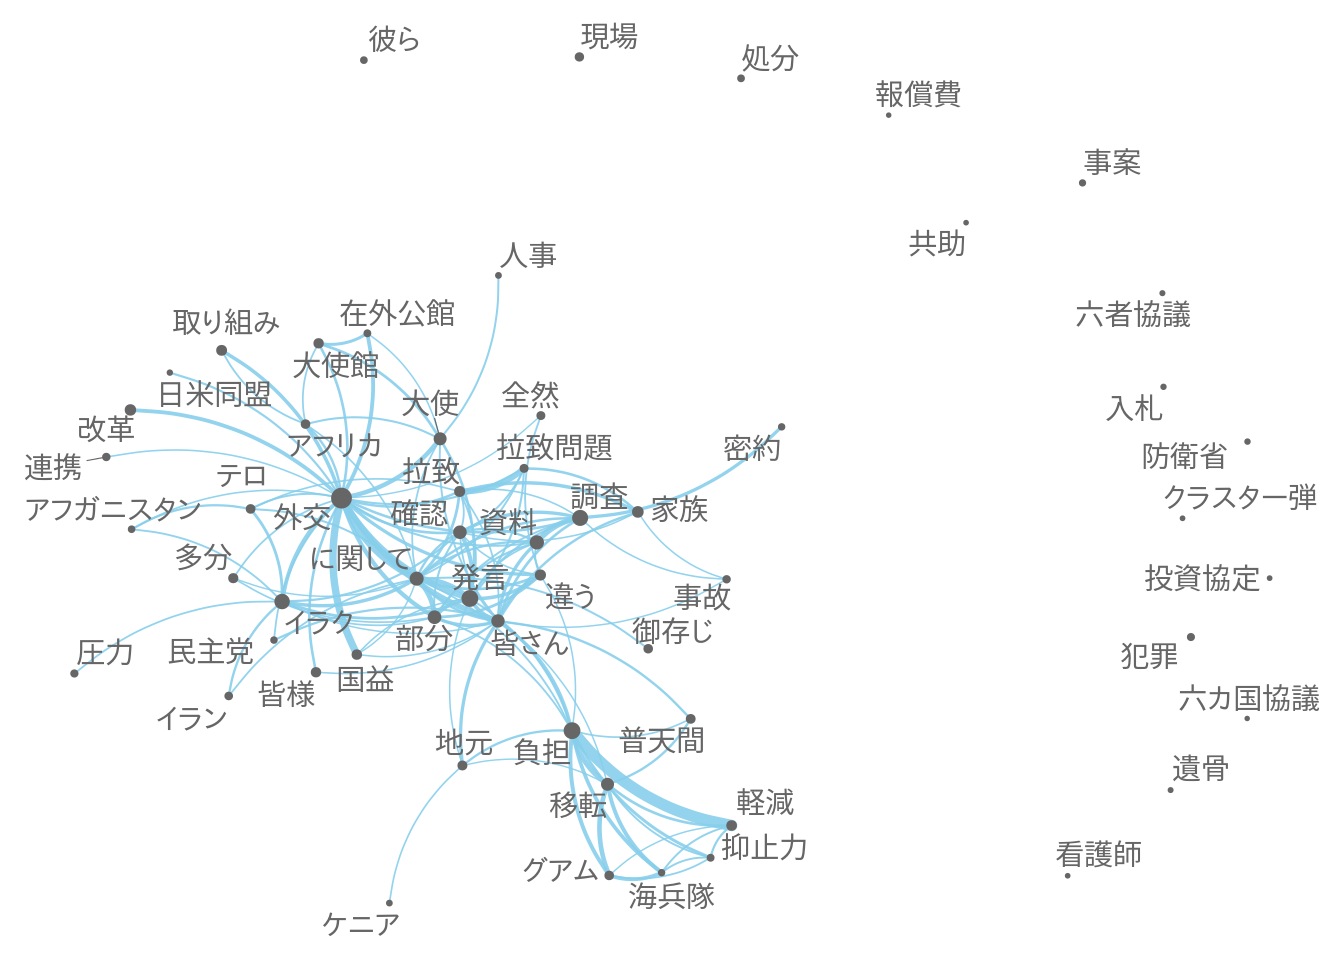 彼ら
現場
処分
報償費
事案
共助
人事
六者協議
取り組み
在外公館
大使館
日米同盟
大使
全然
入札
改革
アフリカ
拉致問題
密約
防衛省
連携
テロ
拉致
調査
クラスター弾
アフガニスタン
外交
確認
資料
家族
多分
に関して
発言
違う
事故
投資協定
イラク
部分
皆さん
御存じ
圧力
民主党
国益
犯罪
イラン
皆様
六カ国協議
地元
負担
普天間
遺骨
移転
軽減
抑止力
看護師
グアム
海兵隊
ケニア